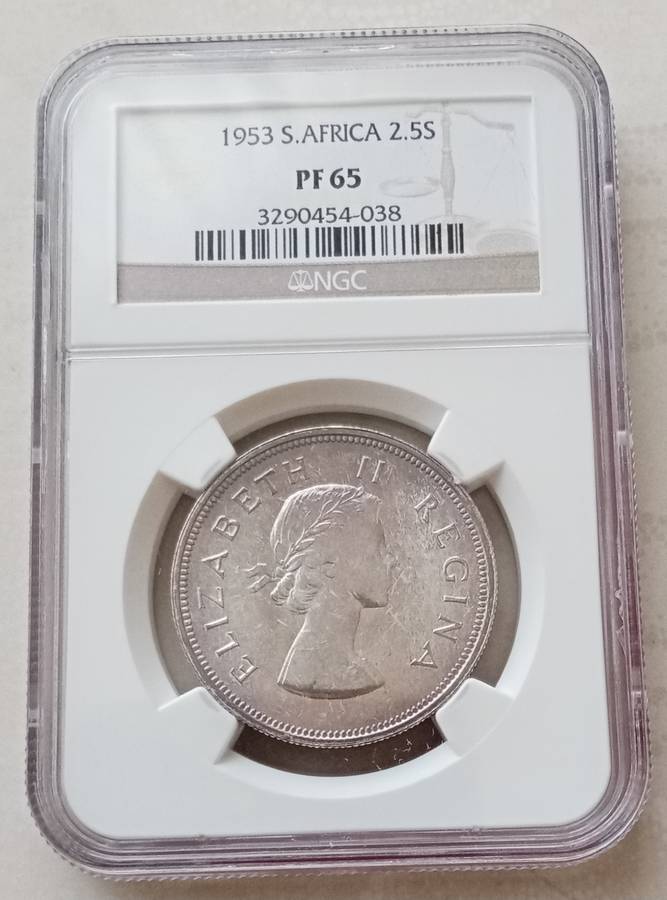 1953 S.AFRICA 2.5S
PF 65
3290454-038
NGC
ELIZABETH II REGINA